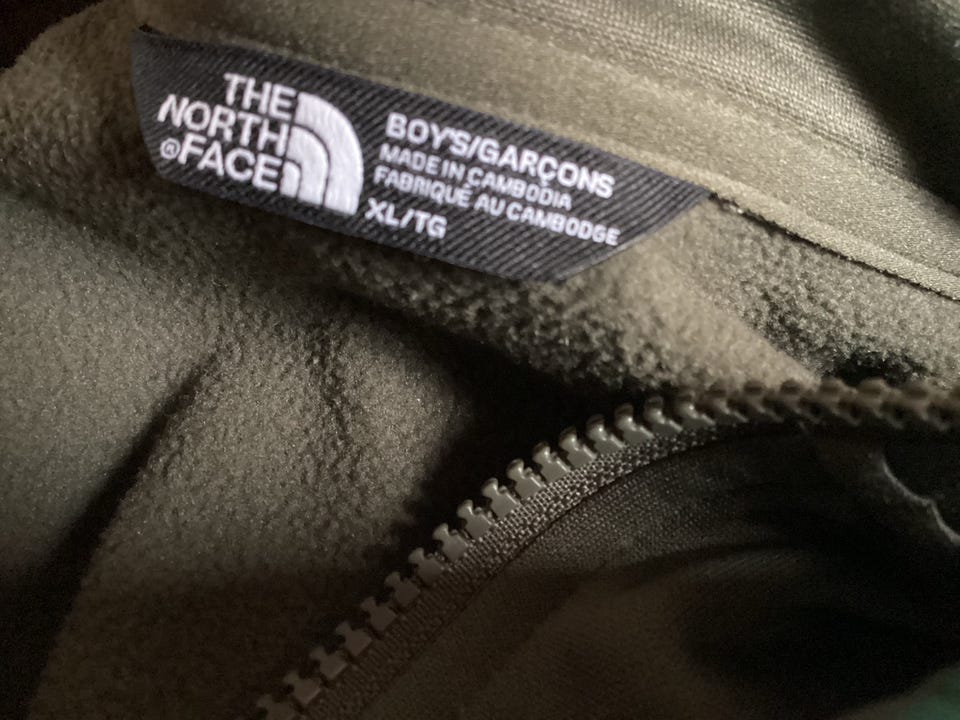 THE
NORTH
®FACE
BOY'S/GARÇONS
MADE IN CAMBODIA
FABRIQUÉ AU CAMBODGE
XL/TG